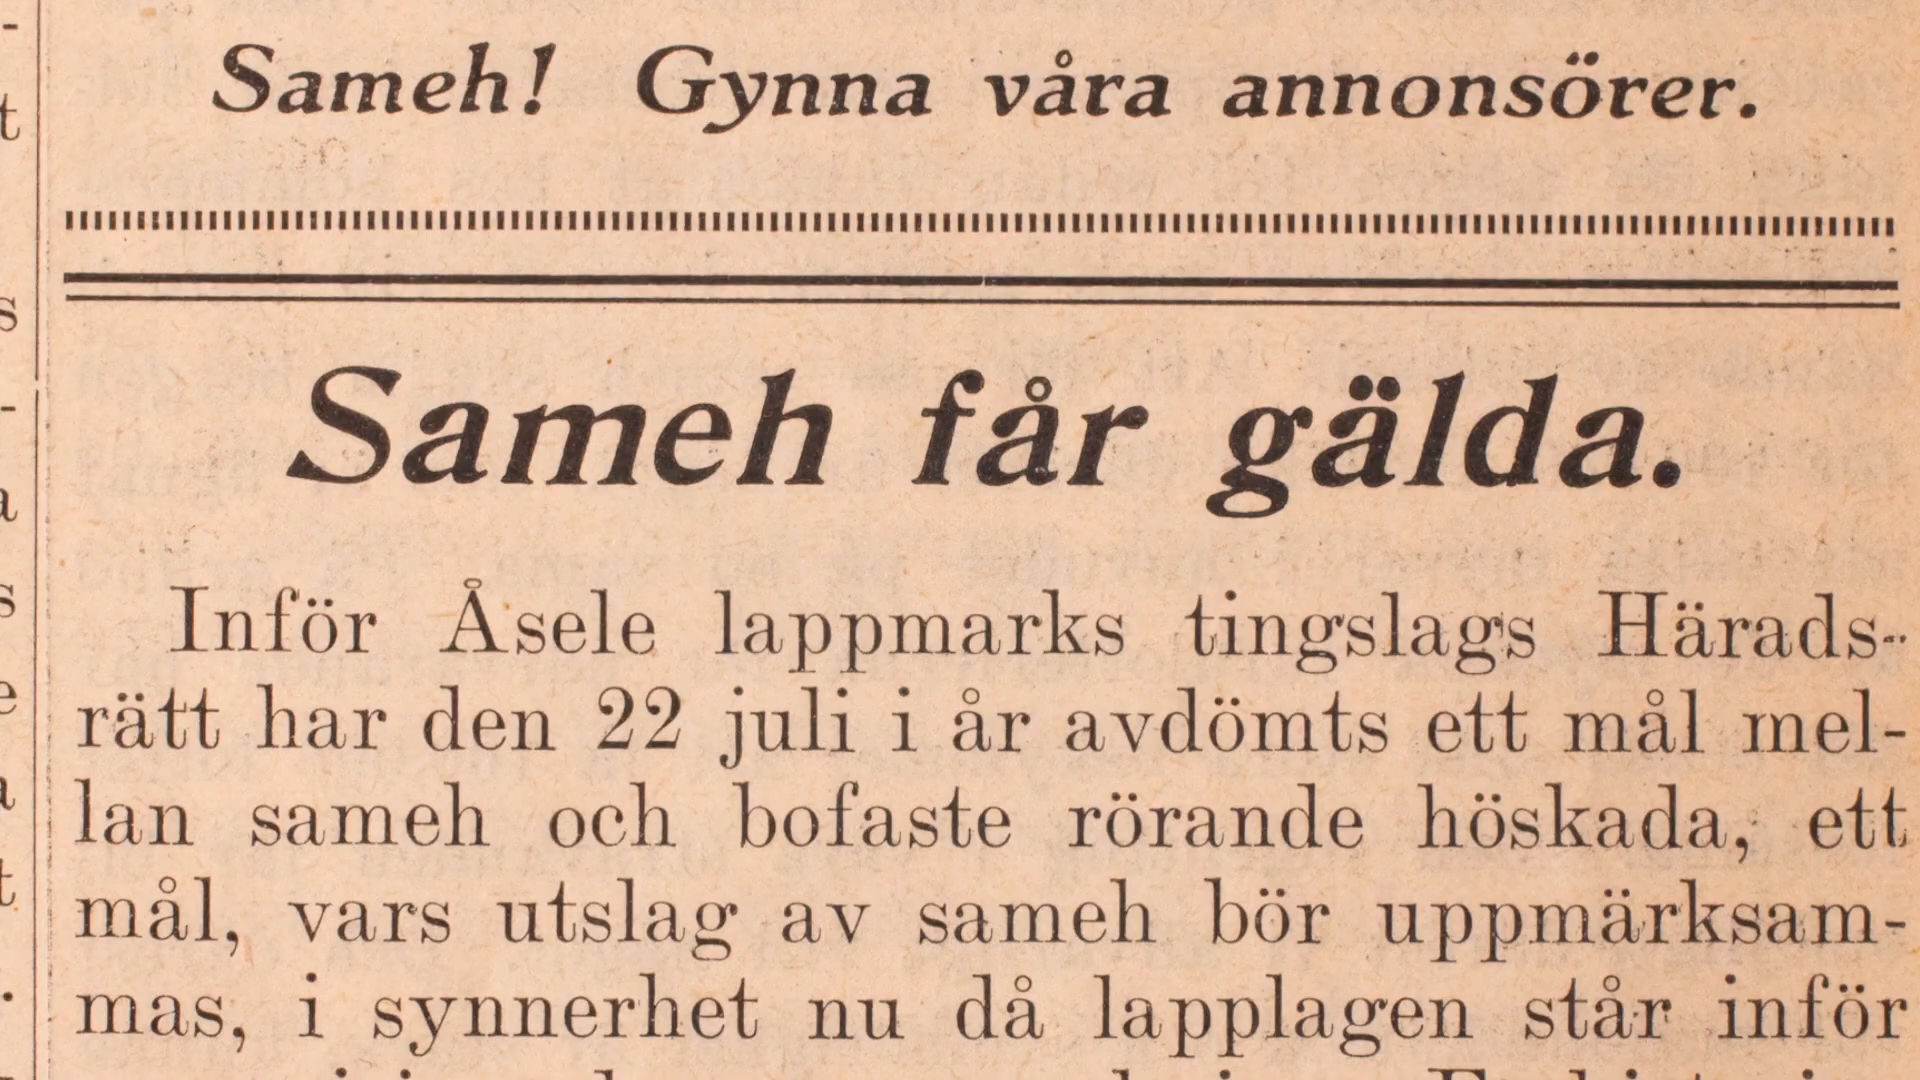 Sameh! Gynna våra annonsörer.
Sameh får gälda.
Inför Åsele lappmarks tingslags Härads-
rätt har den 22 juli i år avdömts ett mål mel-
lan sameh och bofaste rörande höskada, ett
mål, vars utslag av sameh bör uppmärksam-
mas, i synnerhet nu då lapplagen står inför